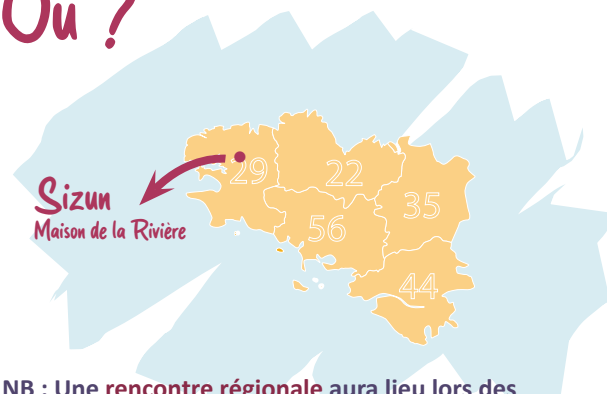 Où ?
29
22
35
Sizun
Maison de la Rivière
56
44
NB : Une rencontre régionale aura lieu lors des